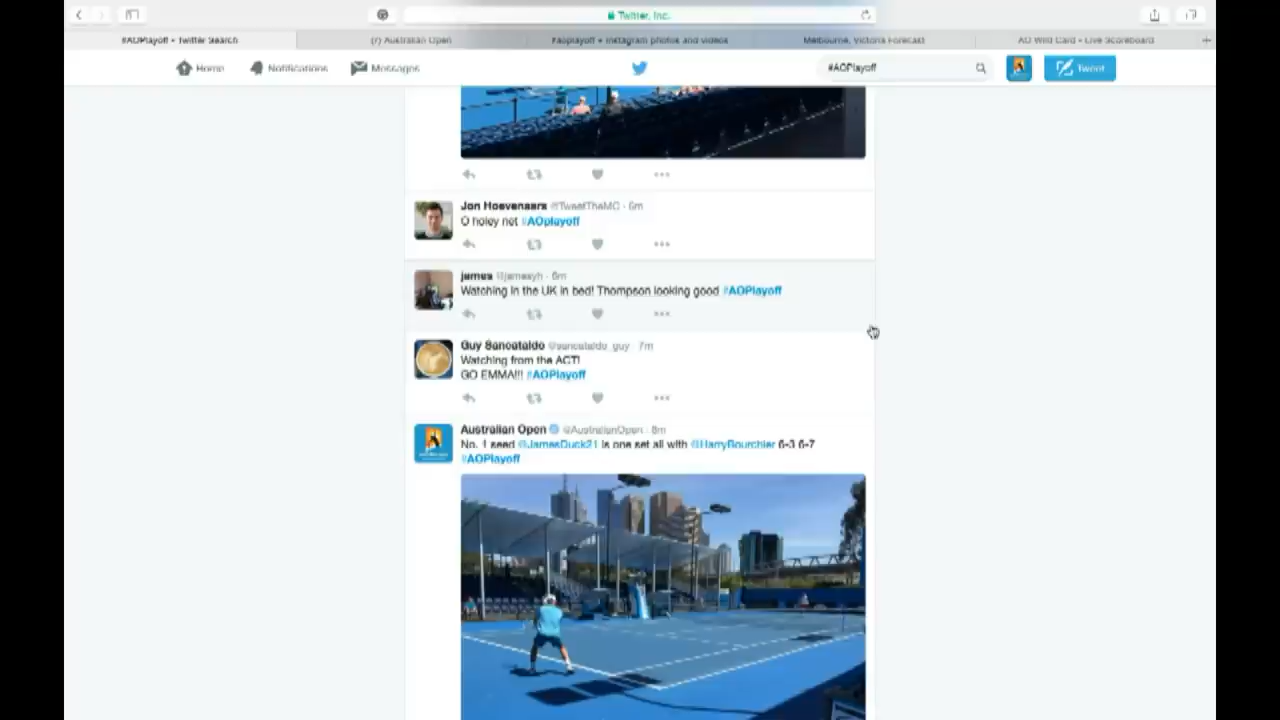 Twitter, Inc.
#AOPlayoff - Twitter Search
(7) Australian Open
#aoplayoff • Instagram photos and videos
Melbourne, Victoria Forecast
AO Wild Card - Live Scoreboard
Home
Notifications
Messages
#AOPlayoff
Tweet
Jon Hoevenaars @TweetTheMC · 6m
O holey net #AOplayoff
james @jamesyh · 6m
Watching in the UK in bed! Thompson looking good #AOPlayoff
Guy Sancataldo @sancataldo_guy · 7m
Watching from the ACT!
GO EMMA!!! #AOPlayoff
Australian Open @AustralianOpen · 8m
No. 1 seed @JamesDuck21 is one set all with @HarryBourchier 6-3 6-7
#AOPlayoff